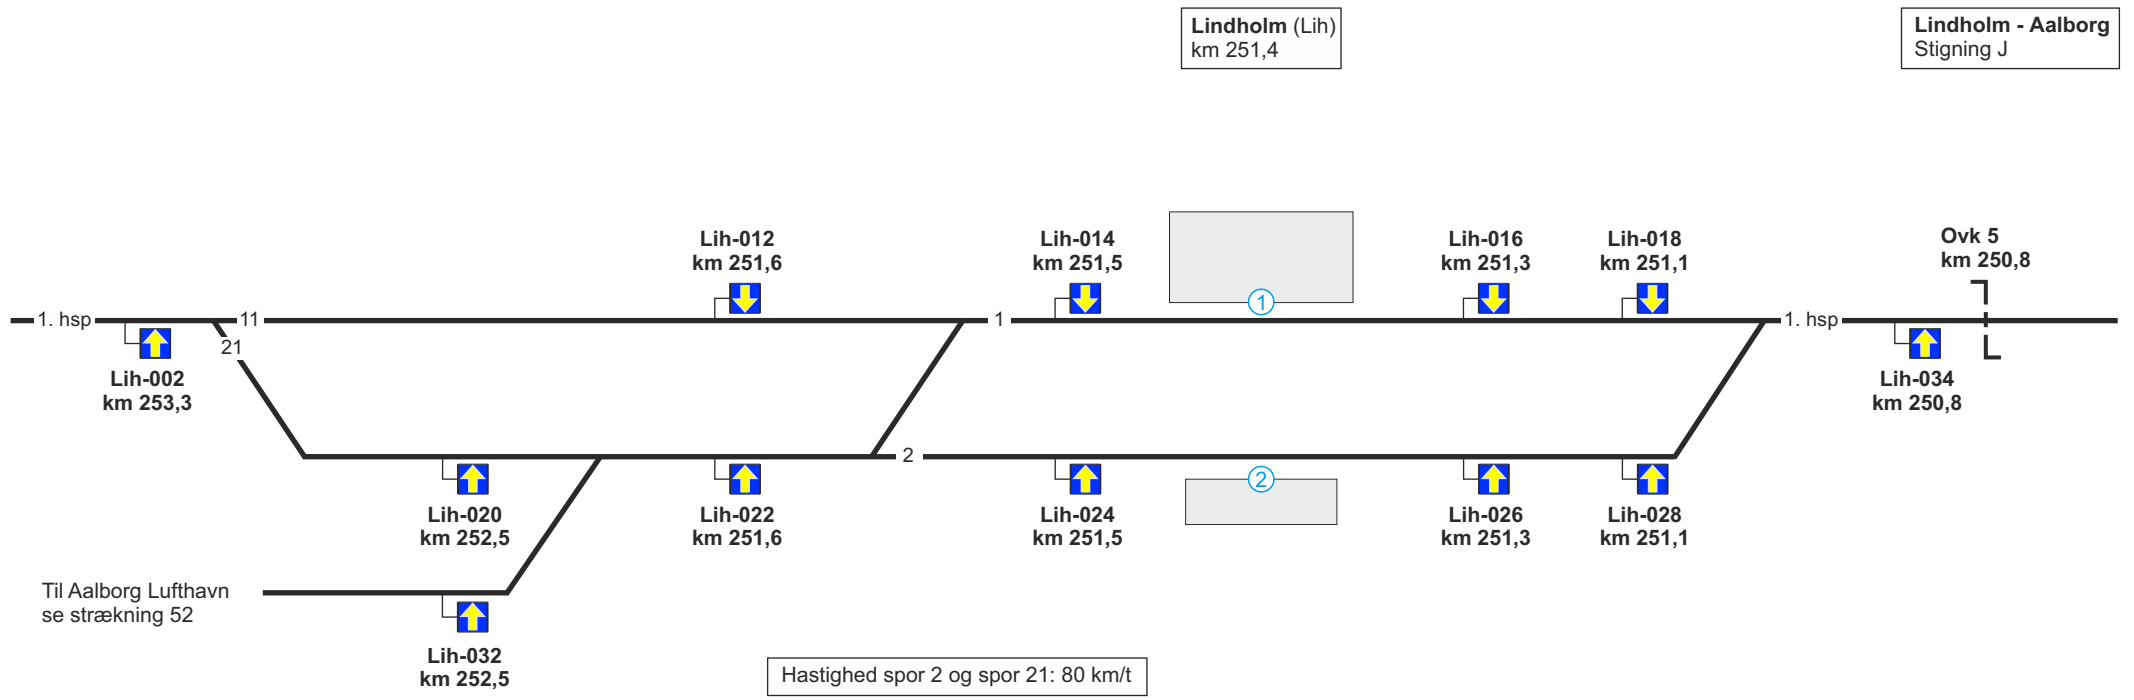 Lindholm (Lih)
km 251,4
Lindholm - Aalborg
Stigning J
Lih-012
km 251,6
Lih-014
km 251,5
Lih-016
km 251,3
Lih-018
km 251,1
Ovk 5
km 250,8
1
1. hsp
11
1
1. hsp
21
Lih-002
km 253,3
Lih-034
km 250,8
2
2
Lih-020
km 252,5
Lih-022
km 251,6
Lih-024
km 251,5
Lih-026
km 251,3
Lih-028
km 251,1
Til Aalborg Lufthavn
se strækning 52
Lih-032
km 252,5
Hastighed spor 2 og spor 21: 80 km/t